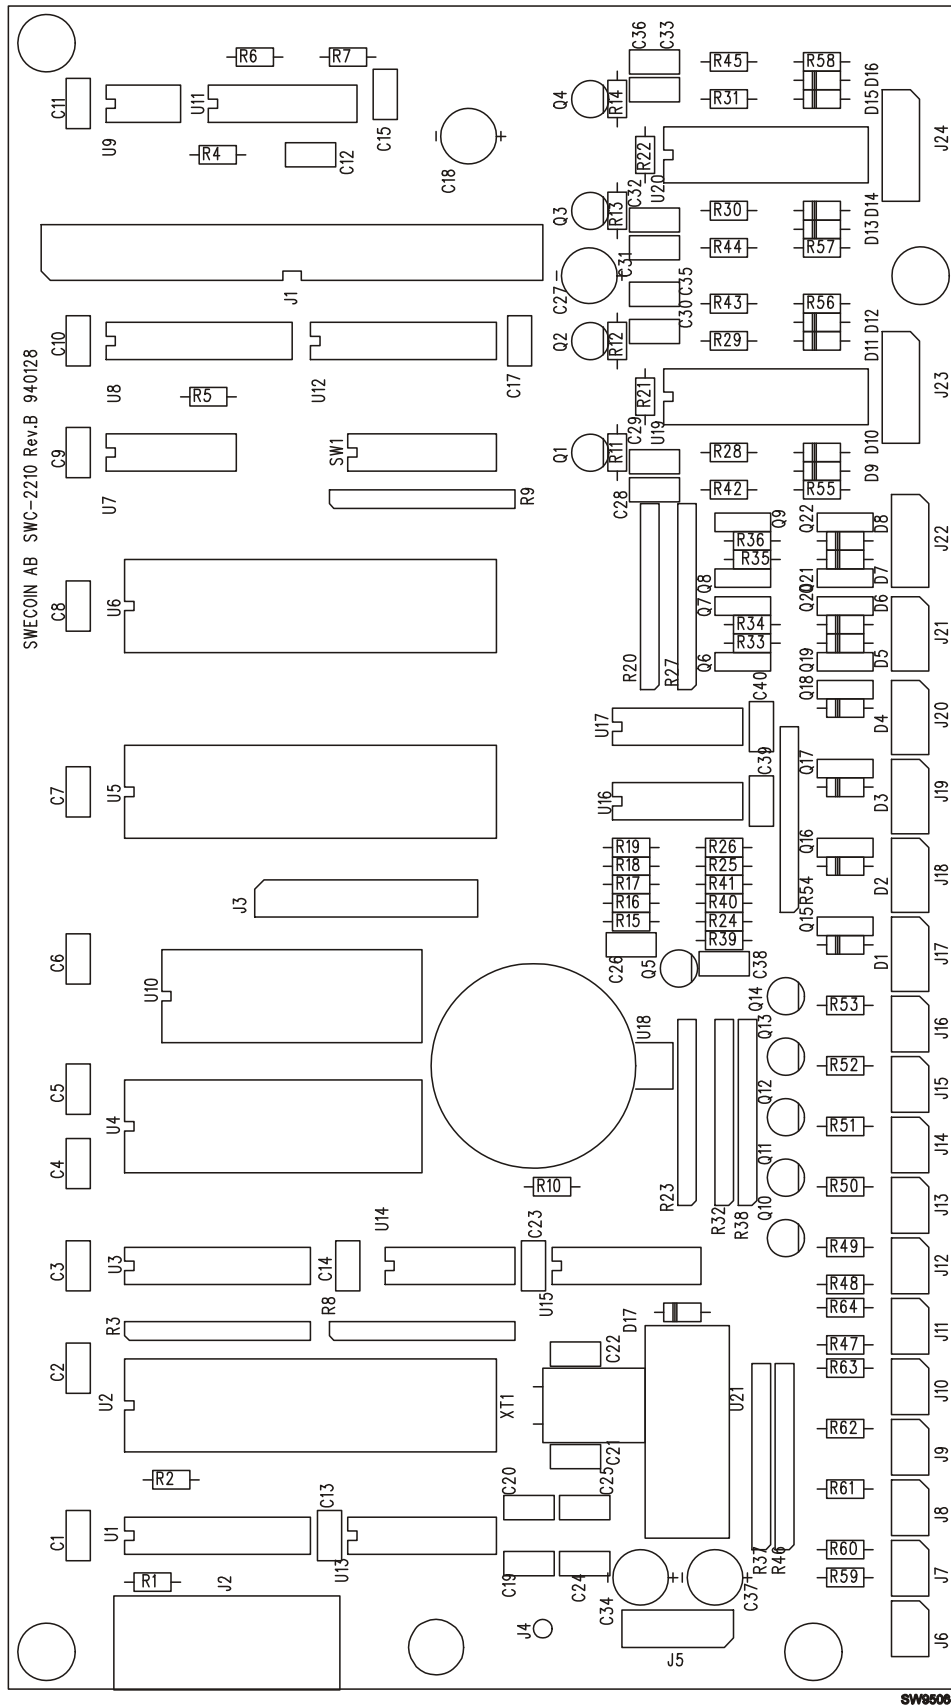 C36
C33
R6
R7
R45
R58
D16
C11
U9
U11
C15
Q4
R14
R31
D15
J24
R4
C12
C18
R22
U20
C32
Q3
R13
R30
D14
D13
R44
R57
C31
C27
J1
C35
C30
R43
R56
D12
C10
U8
U12
C17
Q2
R12
R29
D11
J23
R5
R21
U19
C29
SWECOIN AB SWC-2210 Rev.B 940128
C9
U7
SW1
R9
Q1
R11
R28
D10
D9
C28
R42
R55
Q9
Q22
D8
J22
R36
R35
Q8
Q21
D7
C8
U6
Q7
Q20
D6
R34
R33
J21
R20
R27
Q6
Q19
D5
C40
Q18
D4
J20
U17
C7
U5
C39
Q17
D3
J19
U16
R19
R26
Q16
R18
R25
D2
J18
J3
R17
R41
R16
R40
R54
R15
R24
Q15
R39
D1
J17
C6
C26
Q5
C38
U10
Q14
R53
J16
U18
Q13
C5
R52
J15
Q12
U4
R51
J14
C4
Q11
R10
R23
R32
R38
R50
J13
Q10
C3
U3
C14
U14
C23
U15
R49
J12
R48
R3
R8
D17
R64
J11
R47
C2
U2
XT1
C22
U21
R63
J10
C21
R62
J9
R2
C20
C25
R61
J8
C1
U1
C13
U13
C19
C24
R37
R46
R60
R1
J2
C34
C37
R59
J7
J4
J5
J6
SW9506